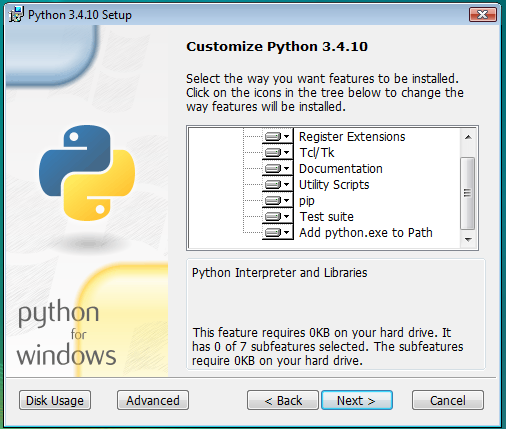 Python 3.4.10 Setup
Customize Python 3.4.10
Select the way you want features to be installed.
Click on the icons in the tree below to change the
way features will be installed.
Register Extensions
Tcl/Tk
Documentation
Utility Scripts
pip
Test suite
Add python.exe to Path
Python Interpreter and Libraries
This feature requires 0KB on your hard drive. It
has 0 of 7 subfeatures selected. The subfeatures
require 0KB on your hard drive.
python
for
windows
Disk Usage
Advanced
< Back
Next >
Cancel